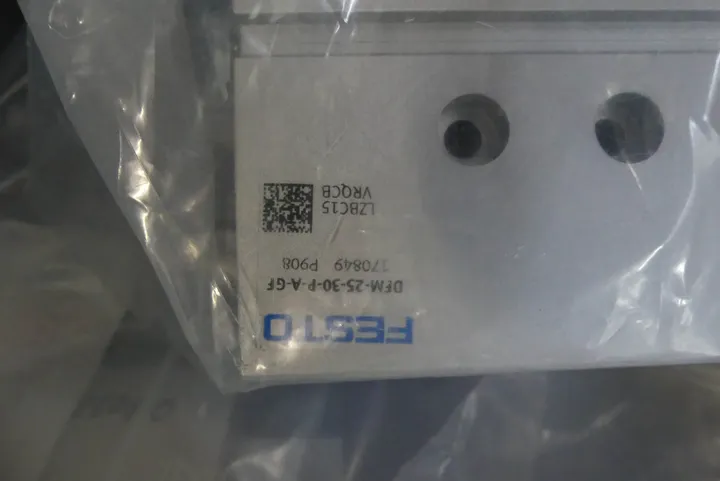 FESTO
DFM-25-30-P-A-GF
170849 P908
LZBC15
VRQCB